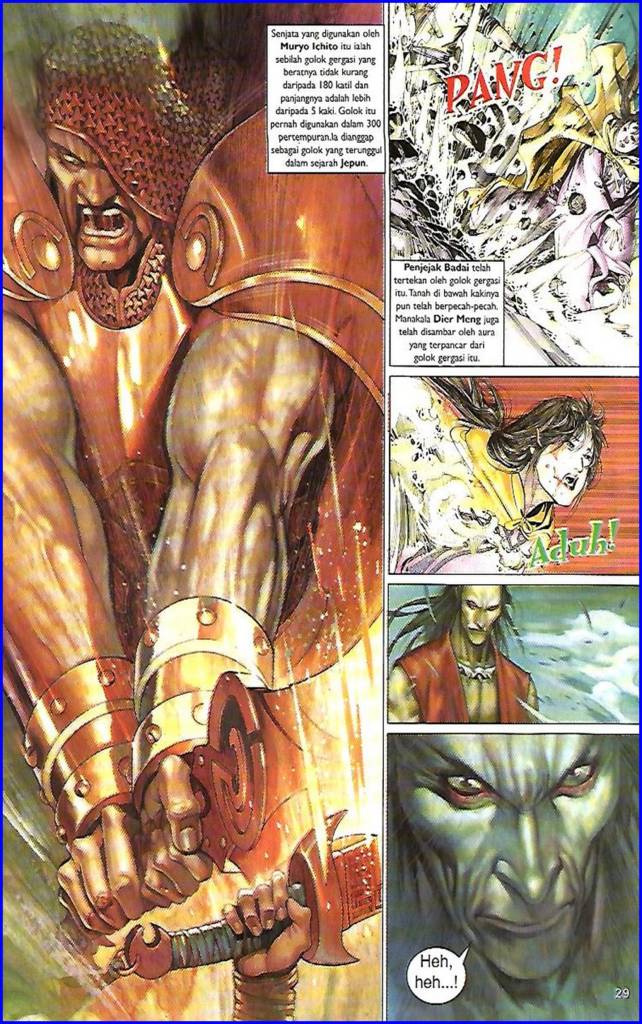 Senjata yang digunakan oleh
Muryo Ichito itu ialah
sebilah golok gergasi yang
beratnya tidak kurang
daripada 180 katil dan
panjangnya adalah lebih
daripada 5 kaki. Golok itu
pernah digunakan dalam 300
pertempuran.Ia dianggap
sebagai golok yang terunggul
dalam sejarah Jepun.
PANG!
Penjejak Badai telah
tertekan oleh golok gergasi
itu. Tanah di bawah kakinya
pun telah berpecah-pecah.
Manakala Dier Meng juga
telah disambar oleh aura
yang terpancar dari
golok gergasi itu.
Aduh!
Heh,
heh...!
29